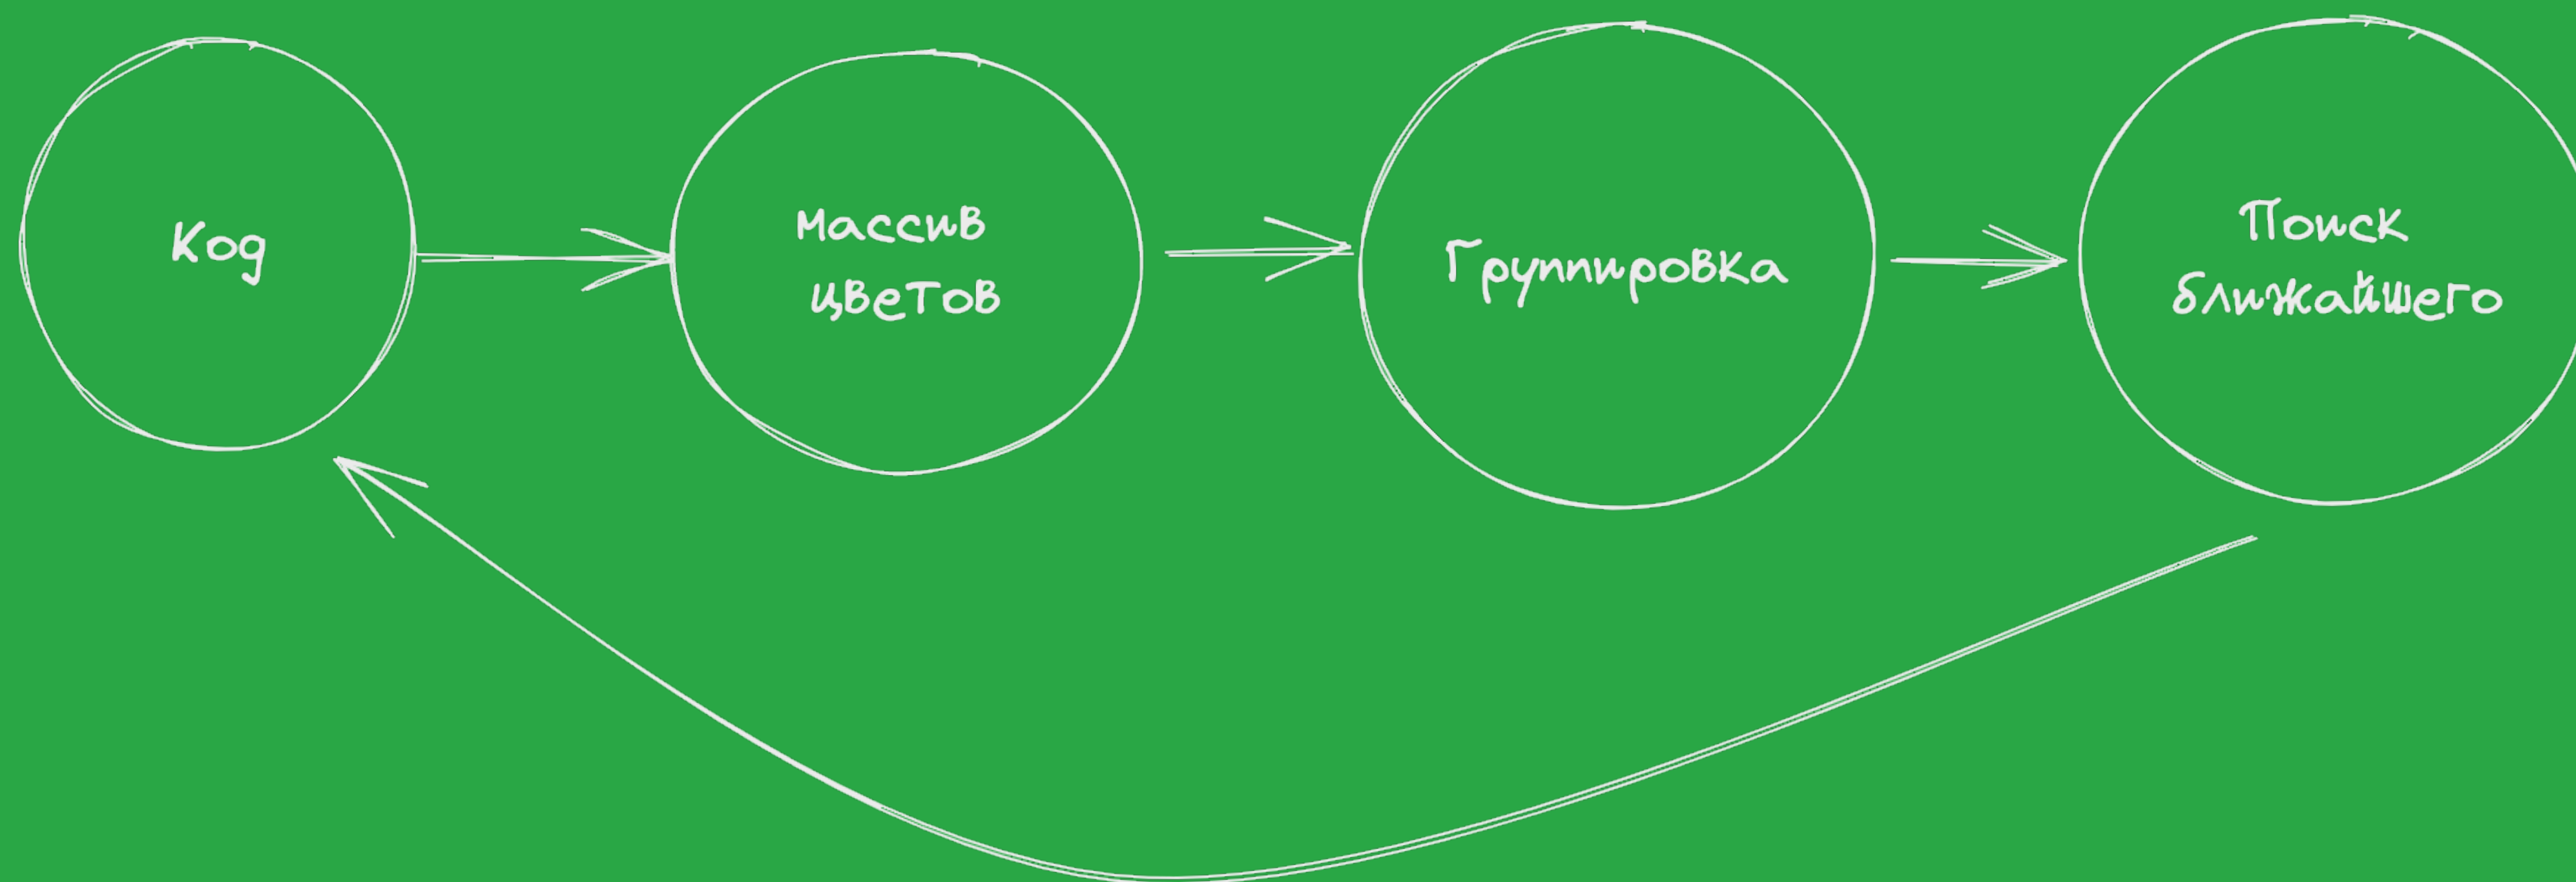 Код
Массив
цветов
Группировка
Поиск
ближайшего